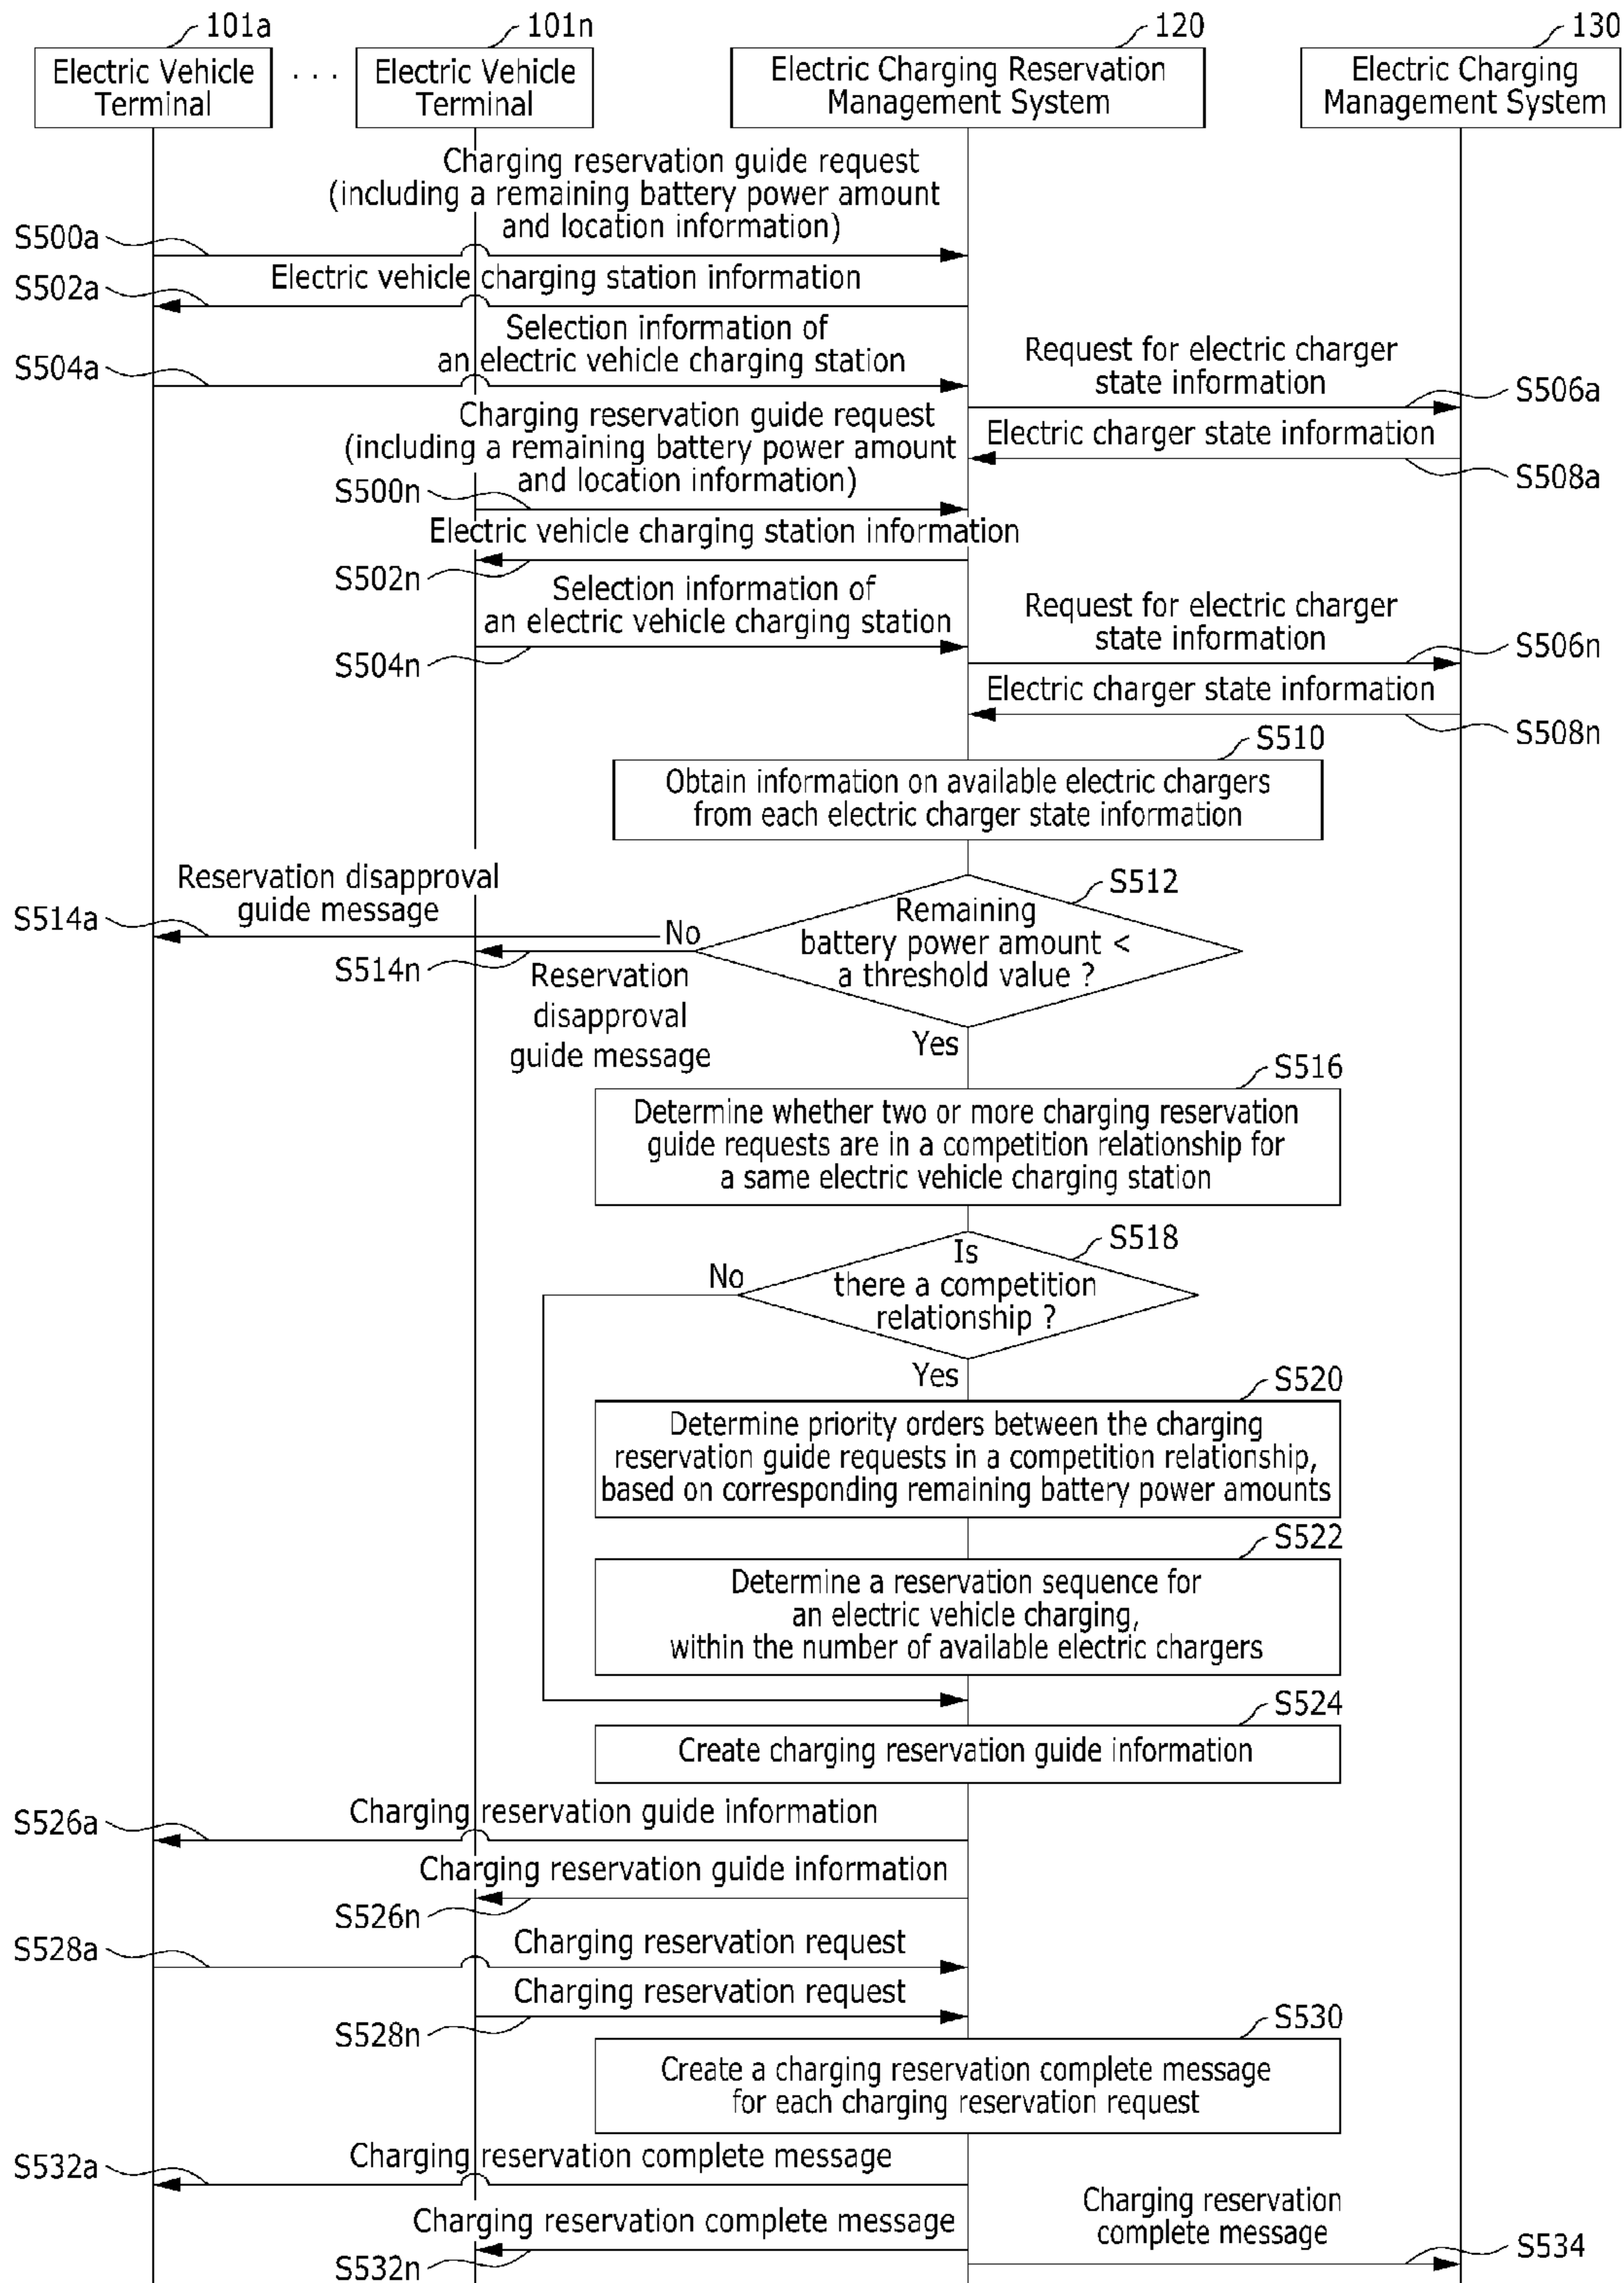 101a
101n
120
130
Electric Vehicle
Terminal
. . .
Electric Vehicle
Terminal
Electric Charging Reservation
Management System
Electric Charging
Management System
Charging reservation guide request
(including a remaining battery power amount
and location information)
S500a
Electric vehicle charging station information
S502a
Selection information of
an electric vehicle charging station
S504a
Request for electric charger
state information
S506a
Charging reservation guide request
(including a remaining battery power amount
and location information)
Electric charger state information
S508a
S500n
Electric vehicle charging station information
S502n
Selection information of
an electric vehicle charging station
S504n
Request for electric charger
state information
S506n
Electric charger state information
S508n
S510
Obtain information on available electric chargers
from each electric charger state information
Reservation disapproval
guide message
S514a
S512
Remaining
battery power amount <
a threshold value ?
No
S514n
Reservation
disapproval
guide message
Yes
S516
Determine whether two or more charging reservation
guide requests are in a competition relationship for
a same electric vehicle charging station
S518
Is
there a competition
relationship ?
No
Yes
S520
Determine priority orders between the charging
reservation guide requests in a competition relationship,
based on corresponding remaining battery power amounts
S522
Determine a reservation sequence for
an electric vehicle charging,
within the number of available electric chargers
S524
Create charging reservation guide information
S526a
Charging reservation guide information
Charging reservation guide information
S526n
S528a
Charging reservation request
Charging reservation request
S528n
S530
Create a charging reservation complete message
for each charging reservation request
Charging reservation complete message
S532a
Charging reservation complete message
S532n
Charging reservation
complete message
S534